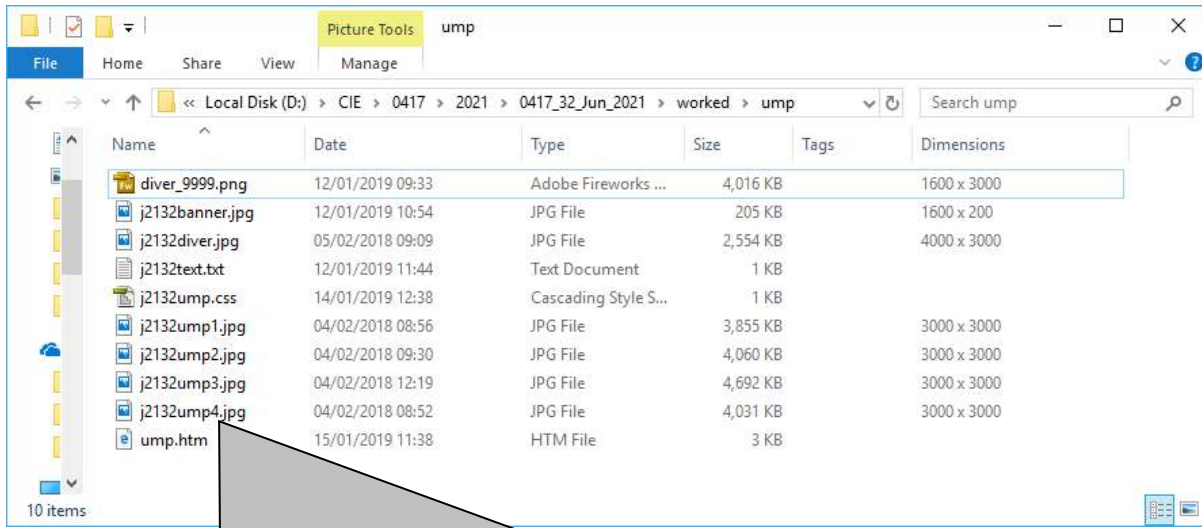 Picture Tools ump
File Home Share View Manage
« Local Disk (D:) > CIE > 0417 > 2021 > 0417_32_Jun_2021 > worked > ump Search ump
Name Date Type Size Tags Dimensions
diver_9999.png 12/01/2019 09:33 Adobe Fireworks ... 4,016 KB 1600 x 3000
j2132banner.jpg 12/01/2019 10:54 JPG File 205 KB 1600 x 200
j2132diver.jpg 05/02/2018 09:09 JPG File 2,554 KB 4000 x 3000
j2132text.txt 12/01/2019 11:44 Text Document 1 KB
j2132ump.css 14/01/2019 12:38 Cascading Style S... 1 KB
j2132ump1.jpg 04/02/2018 08:56 JPG File 3,855 KB 3000 x 3000
j2132ump2.jpg 04/02/2018 09:30 JPG File 4,060 KB 3000 x 3000
j2132ump3.jpg 04/02/2018 12:19 JPG File 4,692 KB 3000 x 3000
j2132ump4.jpg 04/02/2018 08:52 JPG File 4,031 KB 3000 x 3000
ump.htm 15/01/2019 11:38 HTM File 3 KB
10 items